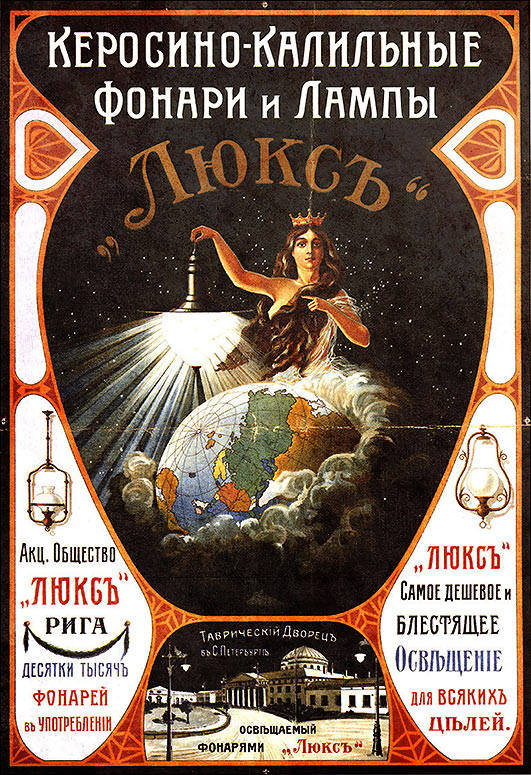 Керосино-Калильные
Фонари и Лампы
„Люксъ“
Акц. Общество
„Люксъ“
Рига
Десятки тысячъ
фонарей
въ употребленіи
„Люксъ“
Самое дешевое и
блестящее
Освѣщеніе
для всякихъ
цѣлей.
Таврическій Дворецъ
въ С. Петербургѣ
освѣщаемый
фонарями „Люксъ“